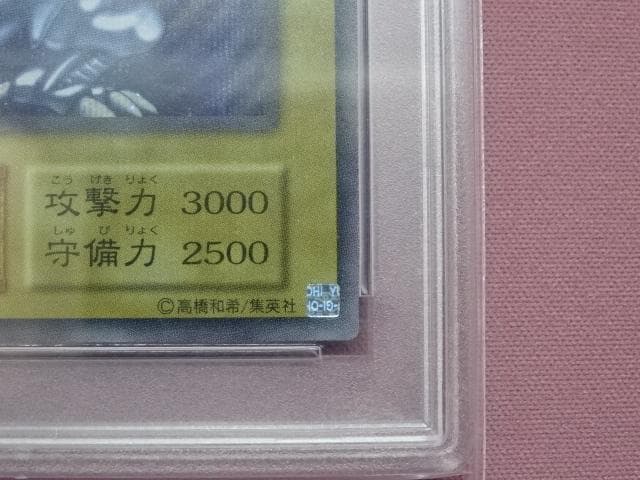 こう げき りょく
攻撃力 3000
しゅ び りょく
守備力 2500
©高橋和希/集英社